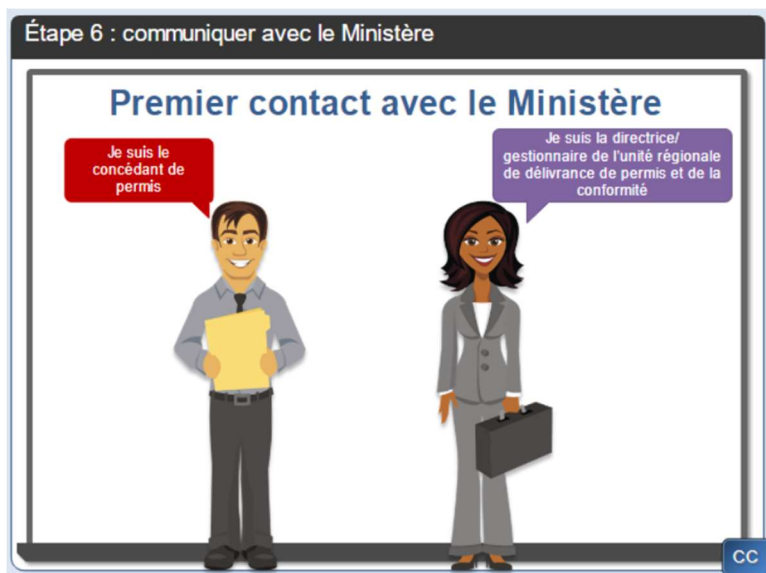 Étape 6 : communiquer avec le Ministère
Premier contact avec le Ministère
Je suis le
concédant de
permis
Je suis la directrice/
gestionnaire de l'unité régionale
de délivrance de permis et de la
conformité
CC